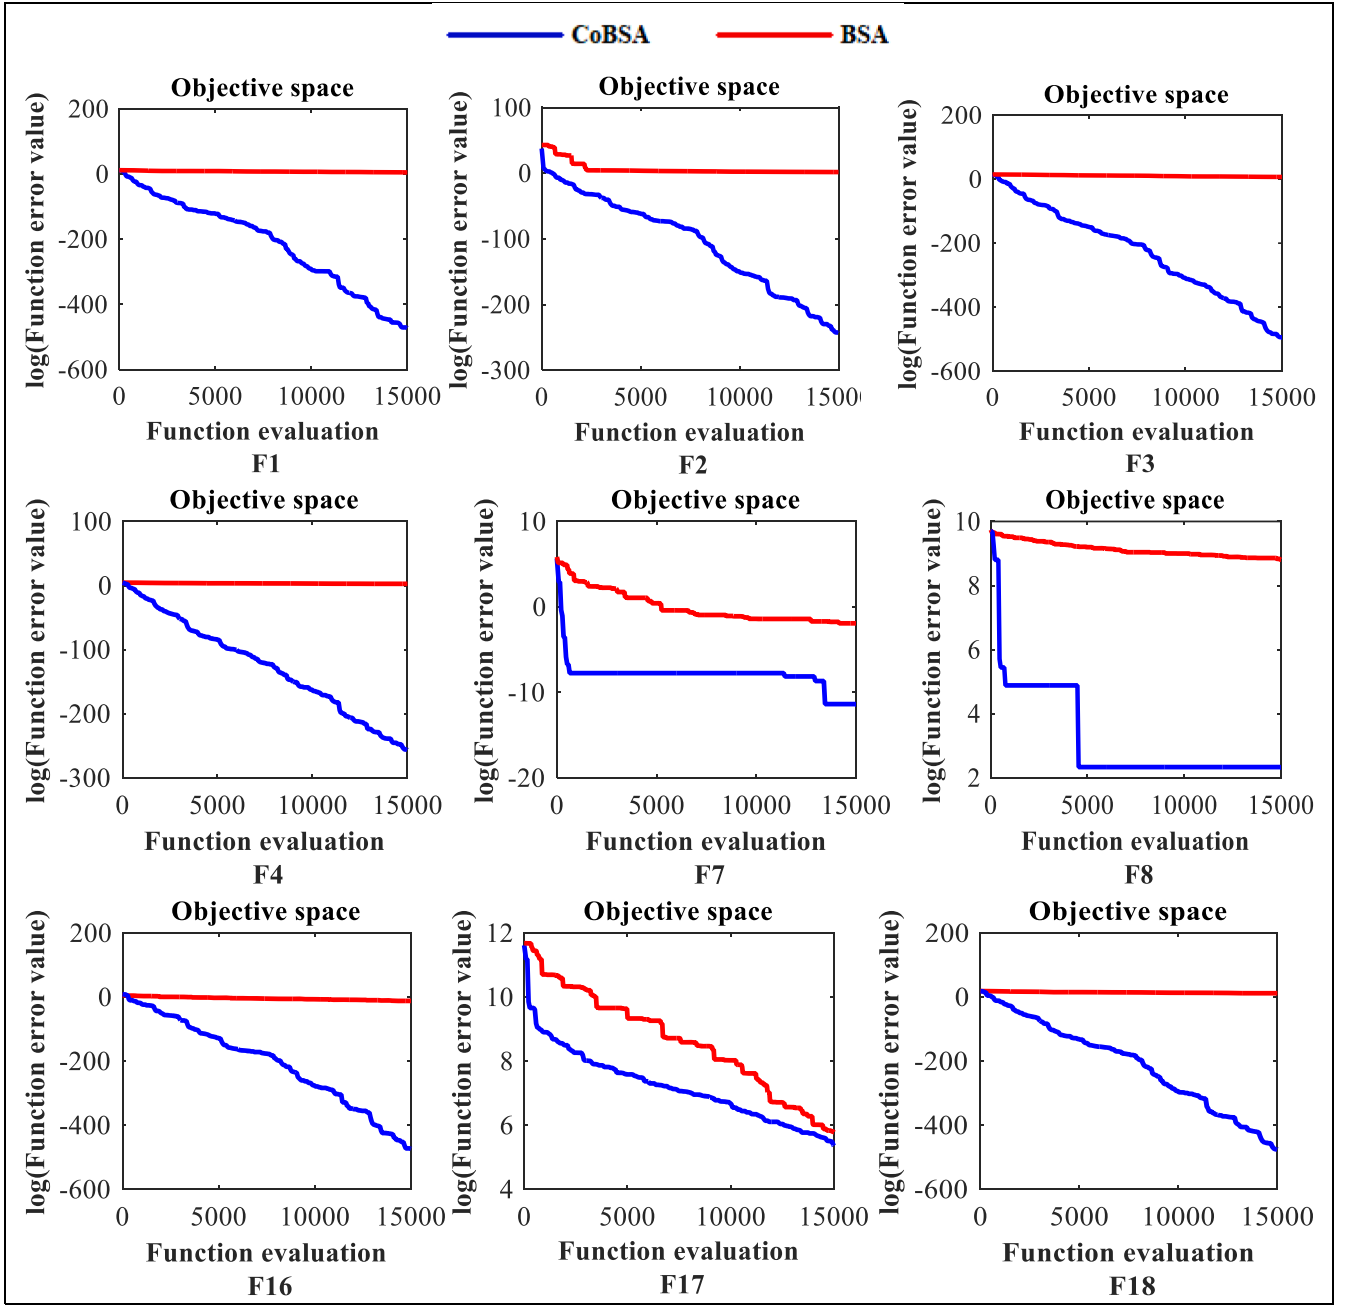 CoBSA BSA
Objective space
log(Function error value)
200
0
-200
-400
-600
0 5000 10000 15000
Function evaluation
F1
Objective space
log(Function error value)
100
0
-100
-200
-300
0 5000 10000 15000
Function evaluation
F2
Objective space
log(Function error value)
200
0
-200
-400
-600
0 5000 10000 15000
Function evaluation
F3
Objective space
log(Function error value)
100
0
-100
-200
-300
0 5000 10000 15000
Function evaluation
F4
Objective space
log(Function error value)
10
0
-10
-20
0 5000 10000 15000
Function evaluation
F7
Objective space
log(Function error value)
10
8
6
4
2
0 5000 10000 15000
Function evaluation
F8
Objective space
log(Function error value)
200
0
-200
-400
-600
0 5000 10000 15000
Function evaluation
F16
Objective space
log(Function error value)
12
10
8
6
4
0 5000 10000 15000
Function evaluation
F17
Objective space
log(Function error value)
200
0
-200
-400
-600
0 5000 10000 15000
Function evaluation
F18